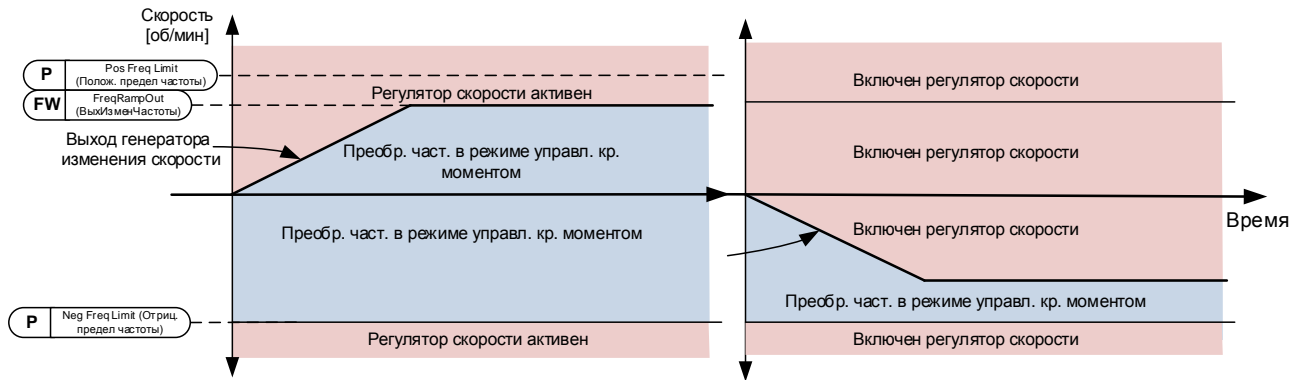 Скорость
[об/мин]
P
Pos Freq Limit
(Полож. предел частоты)
FW
FreqRampOut
(ВыхИзменЧастоты)
Выход генератора
изменения скорости
Регулятор скорости активен
Преобр. част. в режиме управл. кр.
моментом
Преобр. част. в режиме управл. кр. моментом
P
Neg Freq Limit (Отриц.
предел частоты)
Регулятор скорости активен
Включен регулятор скорости
Включен регулятор скорости
Включен регулятор скорости
Время
Преобр. част. в режиме управл. кр. моментом
Включен регулятор скорости